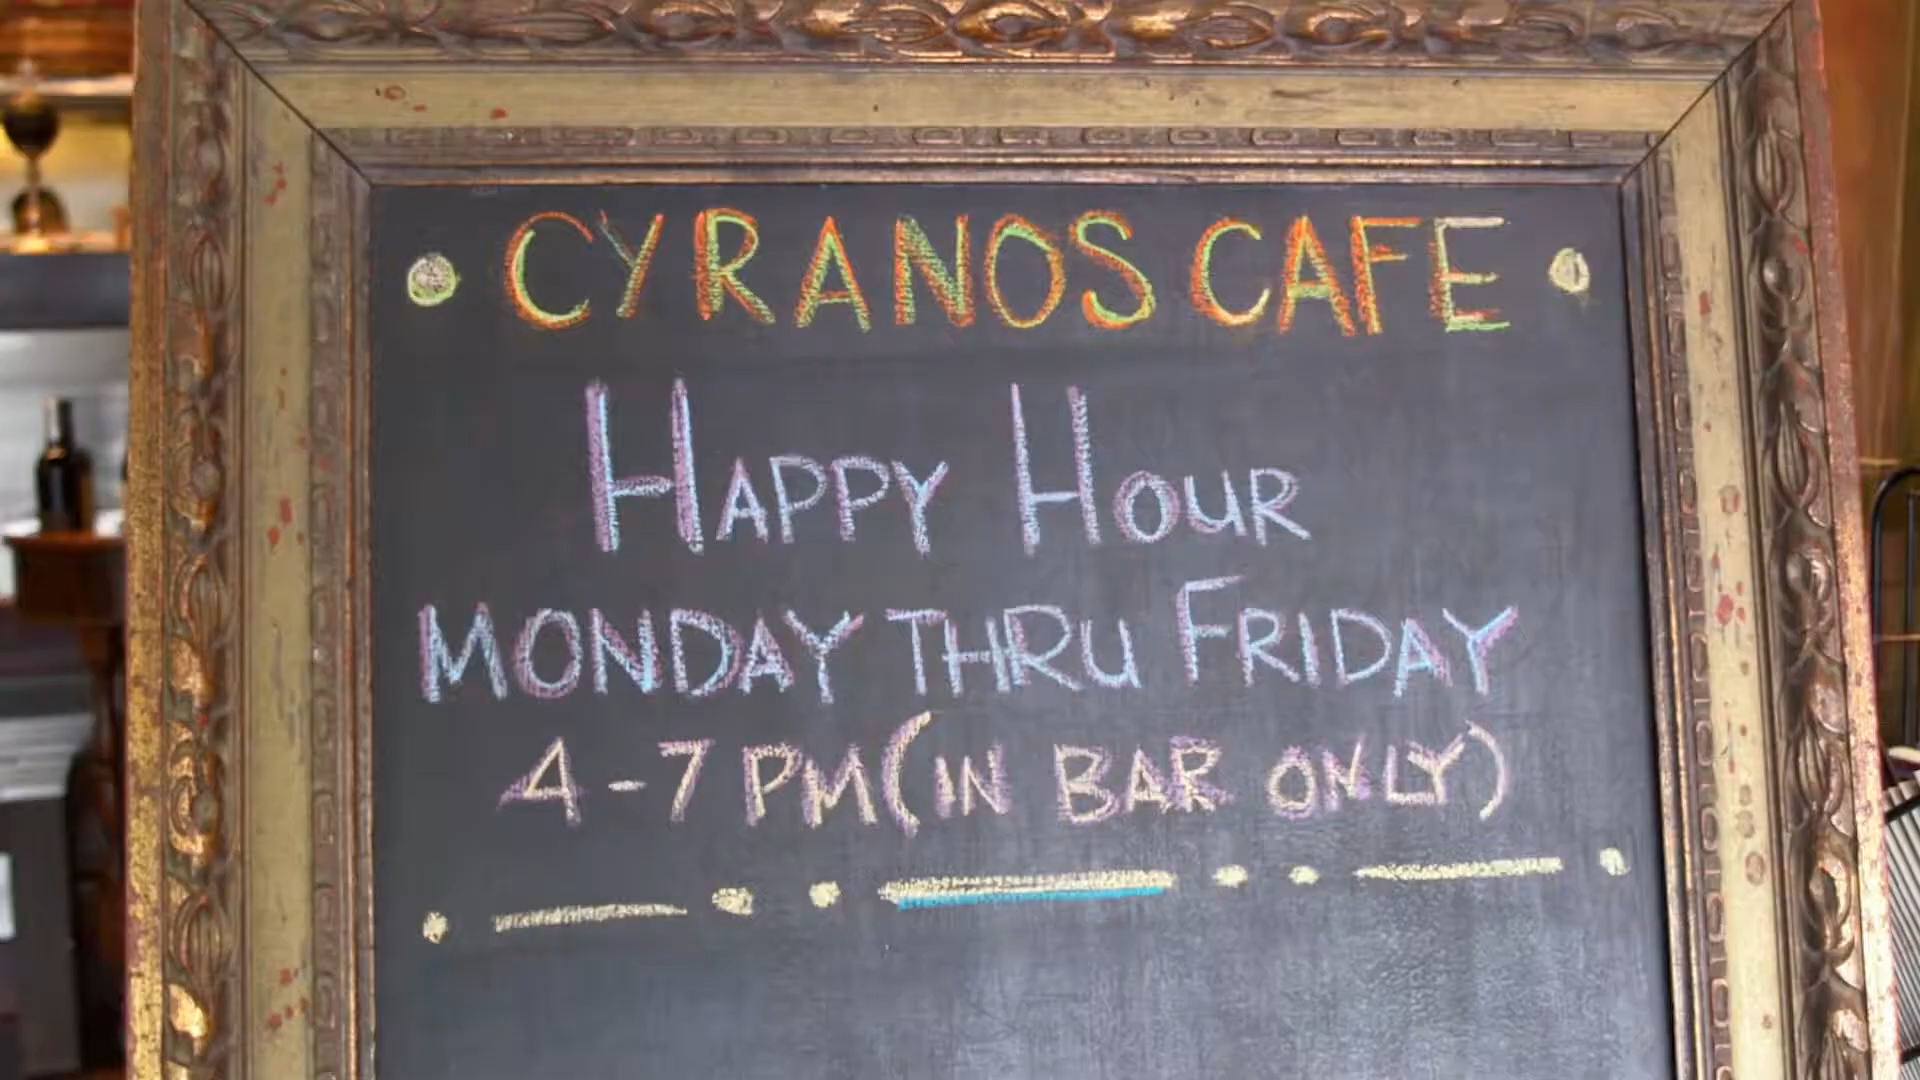 CYRANOS CAFE
HAPPY HOUR
MONDAY THRU FRIDAY
4-7 PM (IN BAR ONLY)